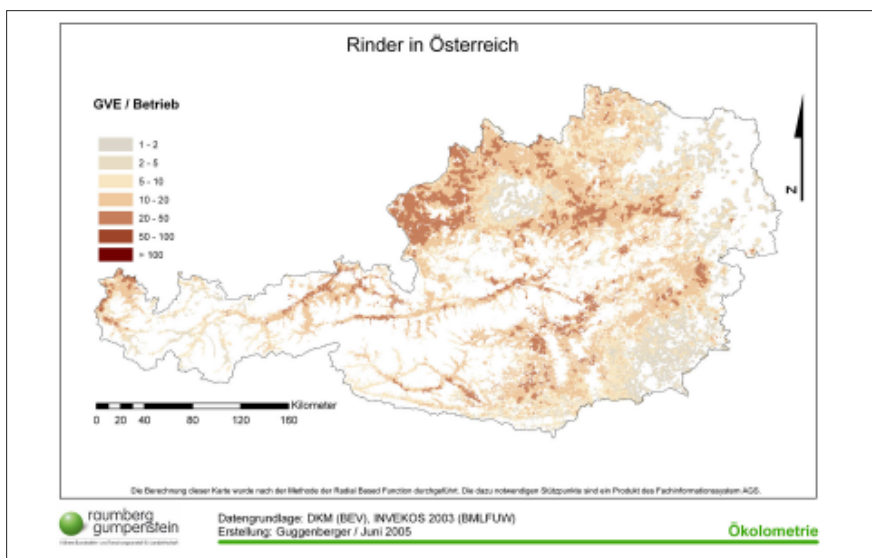 Rinder in Österreich
GVE / Betrieb
1 - 2
2 - 5
5 - 10
10 - 20
20 - 50
50 - 100
> 100
N
Kilometer
0 10 20 40 80 120 160
Die Berechnung dieser Karte wurde nach der Methode der Radial Based Function durchgeführt. Die dazu notwendigen Stützpunkte sind ein Produkt des Fachinformationssystem AGS.
raumberg
gumpenstein
Datengrundlage: DKM (BEV), INVEKOS 2003 (BMLFUW)
Erstellung: Guggenberger / Juni 2005
Ökolometrie